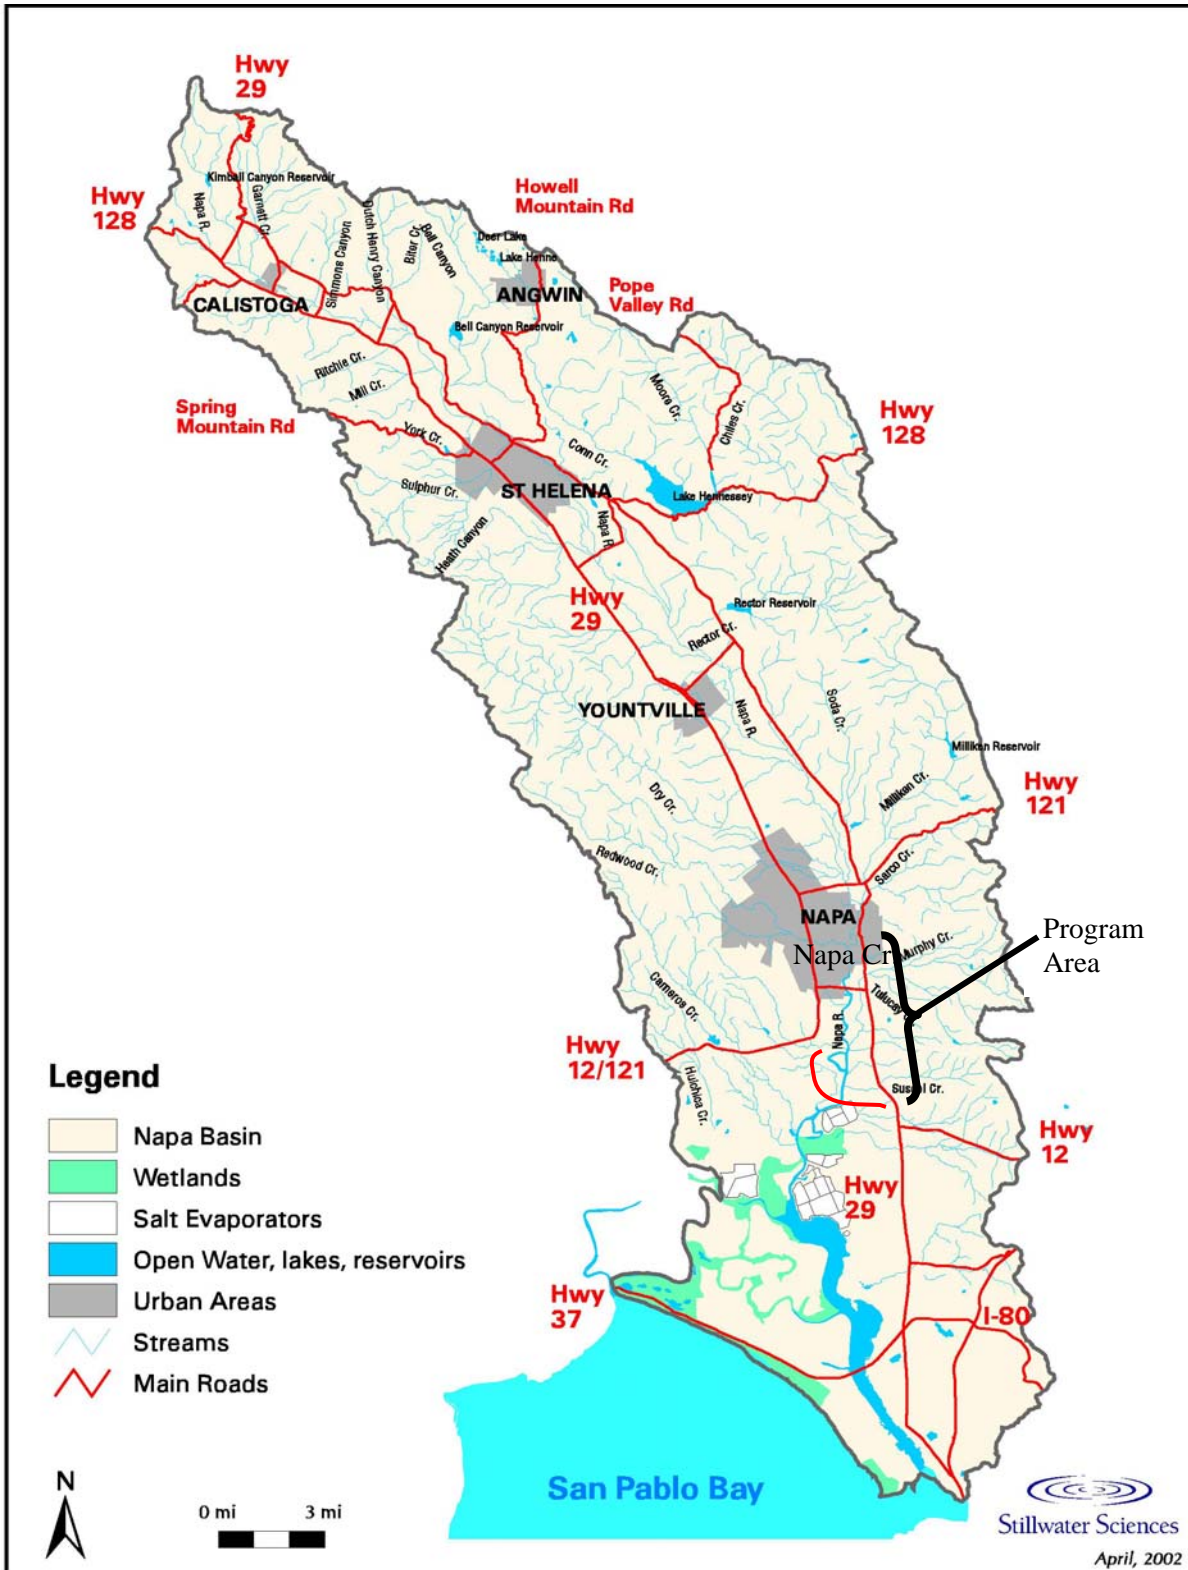 Hwy
29
Hwy
128
Kimball Canyon Reservoir
Napa R.
Garnett Cr.
Simmons Canyon
Dutch Henry Canyon
Biter Cr.
Bell Canyon
Howell
Mountain Rd
Deer Lake
Lake Henne
ANGWIN
Pope
Valley Rd
CALISTOGA
Bell Canyon Reservoir
Ritchie Cr.
Mill Cr.
Spring
Mountain Rd
York Cr.
Moore Cr.
Chiles Cr.
Hwy
128
Conn Cr.
Sulphur Cr.
ST HELENA
Lake Hennessey
Napa R.
Heath Canyon
Hwy
29
Rector Reservoir
Rector Cr.
YOUNTVILLE
Napa R.
Soda Cr.
Milliken Reservoir
Milliken Cr.
Hwy
121
Dry Cr.
Redwood Cr.
Sarco Cr.
NAPA
Napa Cr
Murphy Cr.
Program
Area
Carneros Cr.
Tulucay
Napa R.
Hwy
12/121
Huichica Cr.
Cr.
Hwy
12
Hwy
29
Hwy
37
I-80
Legend
Napa Basin
Wetlands
Salt Evaporators
Open Water, lakes, reservoirs
Urban Areas
Streams
Main Roads
N
0 mi 3 mi
San Pablo Bay
Stillwater Sciences
April, 2002